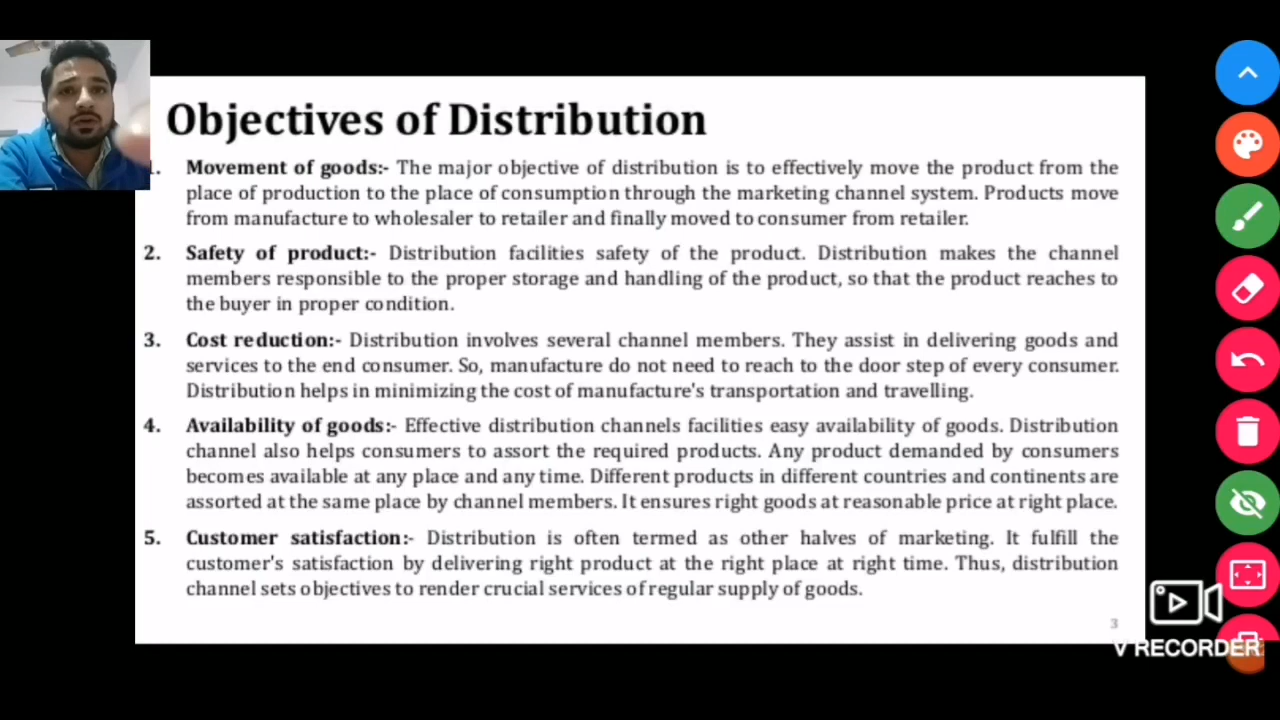 Objectives of Distribution
1. Movement of goods:- The major objective of distribution is to effectively move the product from the
place of production to the place of consumption through the marketing channel system. Products move
from manufacture to wholesaler to retailer and finally moved to consumer from retailer.
2. Safety of product:- Distribution facilities safety of the product. Distribution makes the channel
members responsible to the proper storage and handling of the product, so that the product reaches to
the buyer in proper condition.
3. Cost reduction:- Distribution involves several channel members. They assist in delivering goods and
services to the end consumer. So, manufacture do not need to reach to the door step of every consumer.
Distribution helps in minimizing the cost of manufacture's transportation and travelling.
4. Availability of goods:- Effective distribution channels facilities easy availability of goods. Distribution
channel also helps consumers to assort the required products. Any product demanded by consumers
becomes available at any place and any time. Different products in different countries and continents are
assorted at the same place by channel members. It ensures right goods at reasonable price at right place.
5. Customer satisfaction:- Distribution is often termed as other halves of marketing. It fulfill the
customer's satisfaction by delivering right product at the right place at right time. Thus, distribution
channel sets objectives to render crucial services of regular supply of goods.
3
V RECORDER